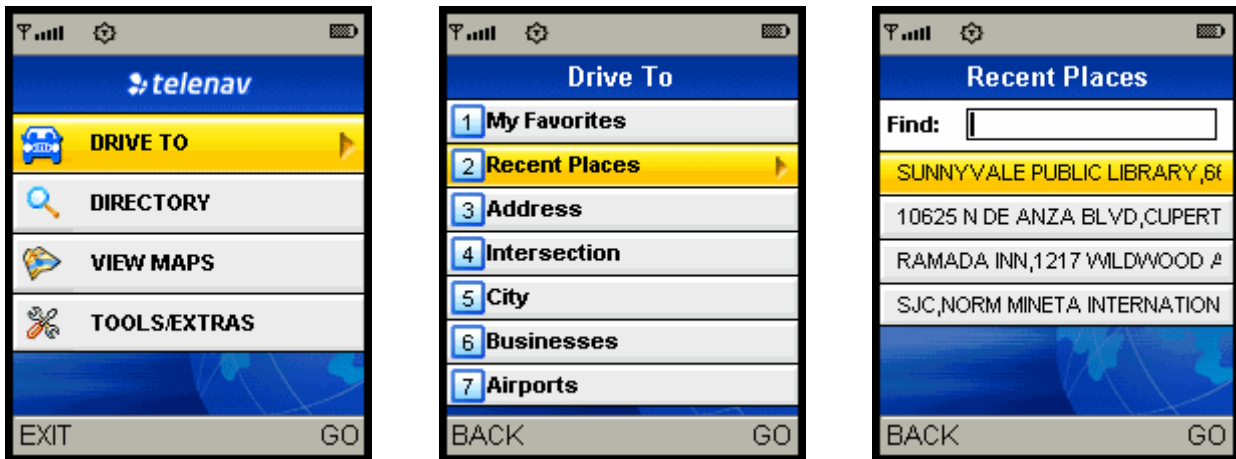 telenav
DRIVE TO
DIRECTORY
VIEW MAPS
TOOLS/EXTRAS
EXIT GO
Drive To
1 My Favorites
2 Recent Places
3 Address
4 Intersection
5 City
6 Businesses
7 Airports
BACK GO
Recent Places
Find:
SUNNYVALE PUBLIC LIBRARY,66
10625 N DE ANZA BLVD,CUPERT
RAMADA INN,1217 WILDWOOD A
SJC,NORM MINETA INTERNATION
BACK GO